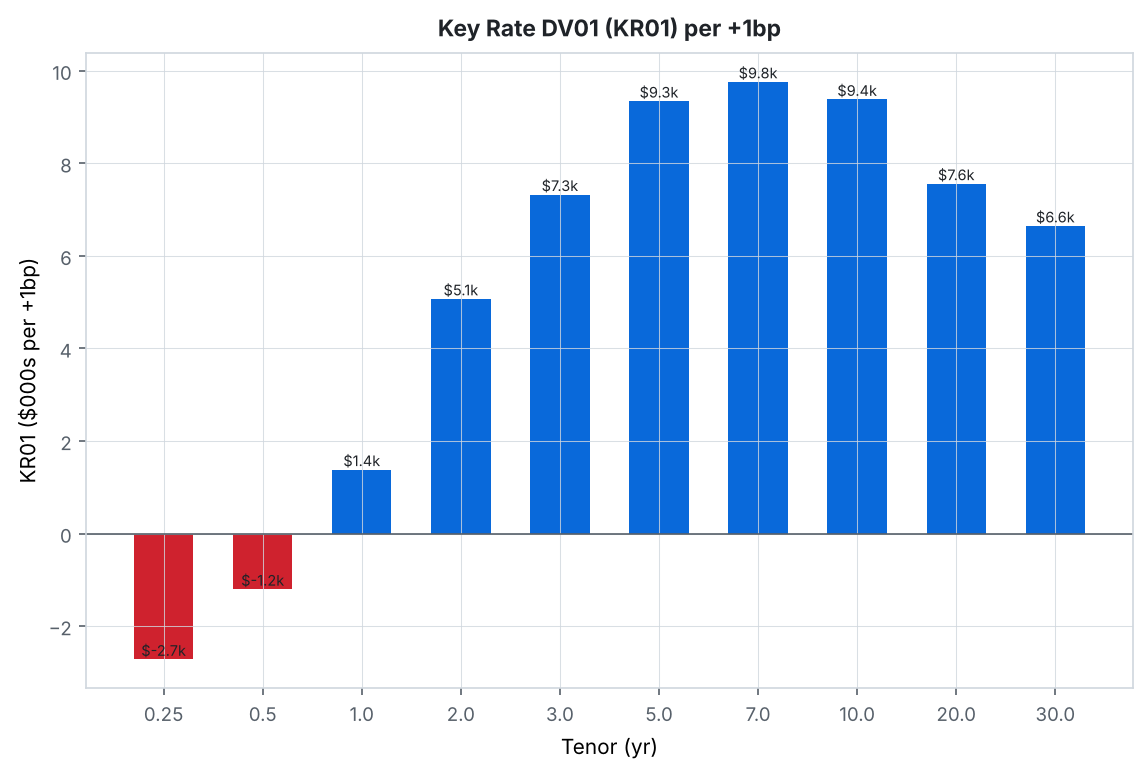 Key Rate DV01 (KR01) per +1bp
KR01 ($000s per +1bp)
10
8
6
4
2
0
−2
$-2.7k
$-1.2k
$1.4k
$5.1k
$7.3k
$9.3k
$9.8k
$9.4k
$7.6k
$6.6k
0.25 0.5 1.0 2.0 3.0 5.0 7.0 10.0 20.0 30.0
Tenor (yr)